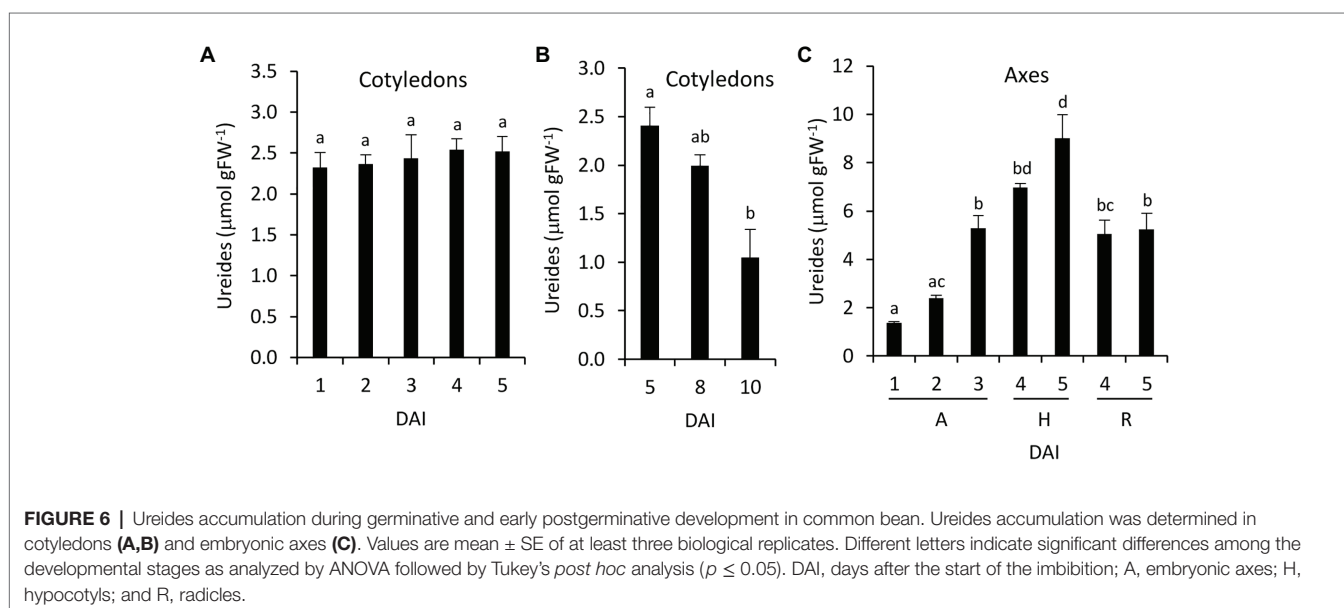 A
Cotyledons
Ureides (µmol gFW⁻¹)
3.5
3.0
2.5
2.0
1.5
1.0
0.5
0.0
a a a a a
1 2 3 4 5
DAI
B
Cotyledons
Ureides (µmol gFW⁻¹)
3.0
2.5
2.0
1.5
1.0
0.5
0.0
a ab b
5 8 10
DAI
C
Axes
Ureides (µmol gFW⁻¹)
12
10
8
6
4
2
0
a ac b bd d bc b
1 2 3 4 5 4 5
A H R
DAI
FIGURE 6 | Ureides accumulation during germinative and early postgerminative development in common bean. Ureides accumulation was determined in
cotyledons (A,B) and embryonic axes (C). Values are mean ± SE of at least three biological replicates. Different letters indicate significant differences among the
developmental stages as analyzed by ANOVA followed by Tukey's post hoc analysis (p ≤ 0.05). DAI, days after the start of the imbibition; A, embryonic axes; H,
hypocotyls; and R, radicles.